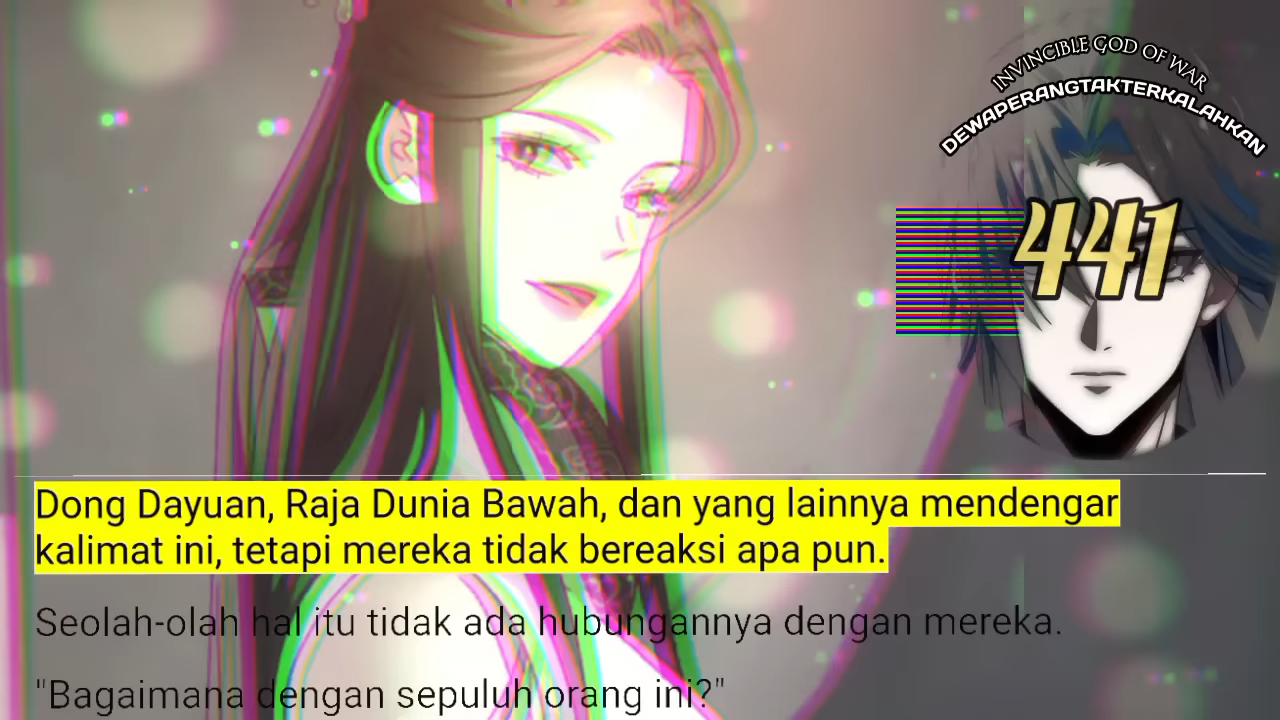 INVINCIBLE GOD OF WAR
DEWAPERANGTAKTERKALAHKAN
441
Dong Dayuan, Raja Dunia Bawah, dan yang lainnya mendengar
kalimat ini, tetapi mereka tidak bereaksi apa pun.
Seolah-olah hal itu tidak ada hubungannya dengan mereka.
"Bagaimana dengan sepuluh orang ini?"